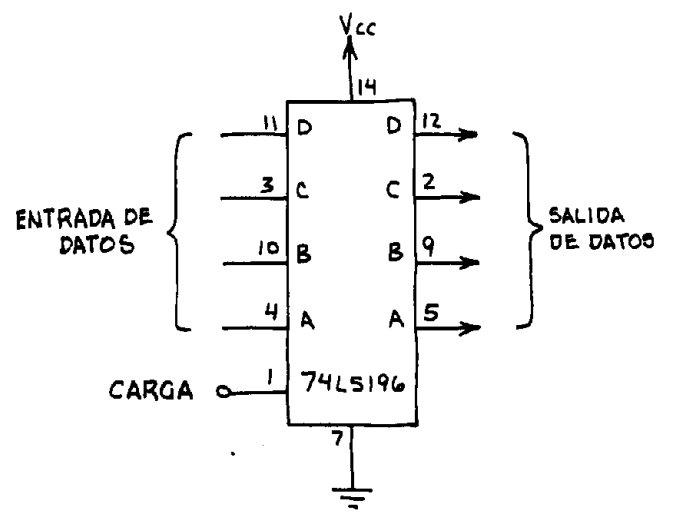 Vcc
14
11 D D 12
3 C C 2
ENTRADA DE
DATOS
SALIDA
DE DATOS
10 B B 9
4 A A 5
CARGA 1 74LS196
7